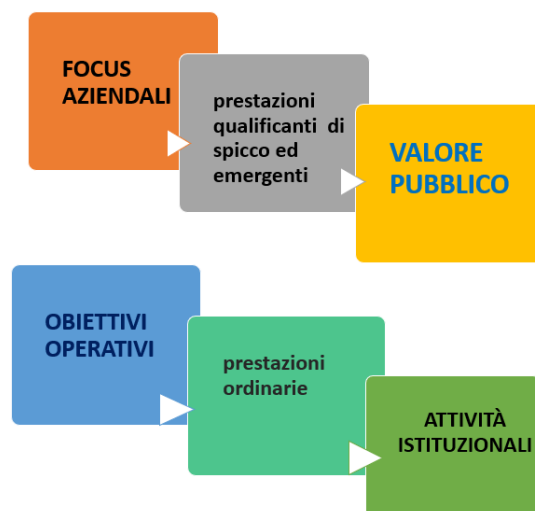 FOCUS
AZIENDALI
prestazioni
qualificanti di
spicco ed
emergenti
VALORE
PUBBLICO
OBIETTIVI
OPERATIVI
prestazioni
ordinarie
ATTIVITÀ
ISTITUZIONALI